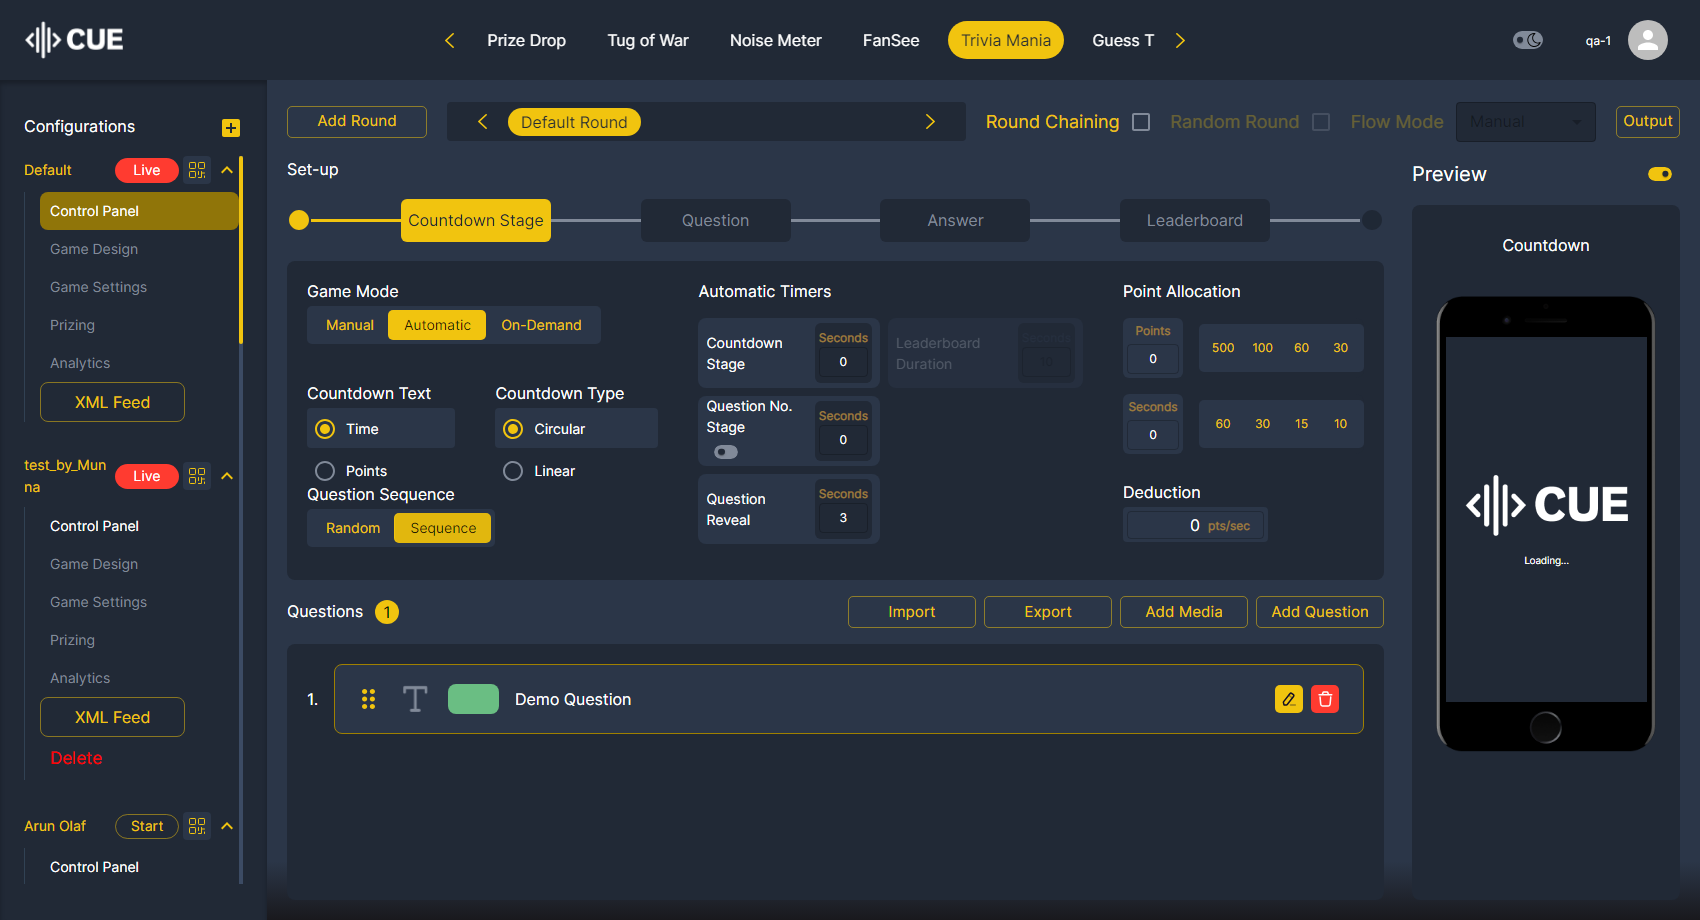 CUE
Prize Drop
Tug of War
Noise Meter
FanSee
Trivia Mania
Guess T
qa-1
Configurations
Default
Live
Control Panel
Game Design
Game Settings
Prizing
Analytics
XML Feed
test_by_Mun
na
Live
Control Panel
Game Design
Game Settings
Prizing
Analytics
XML Feed
Delete
Arun Olaf
Start
Control Panel
Add Round
Default Round
Round Chaining
Random Round
Flow Mode
Manual
Output
Set-up
Countdown Stage
Question
Answer
Leaderboard
Game Mode
Manual
Automatic
On-Demand
Countdown Text
Time
Points
Countdown Type
Circular
Linear
Question Sequence
Random
Sequence
Automatic Timers
Countdown
Stage
Seconds
0
Leaderboard
Duration
Seconds
10
Question No.
Stage
Seconds
0
Question
Reveal
Seconds
3
Point Allocation
Points
0
500 100 60 30
Seconds
0
60 30 15 10
Deduction
0 pts/sec
Questions 1
Import
Export
Add Media
Add Question
1.
Demo Question
Preview
Countdown
CUE
Loading...